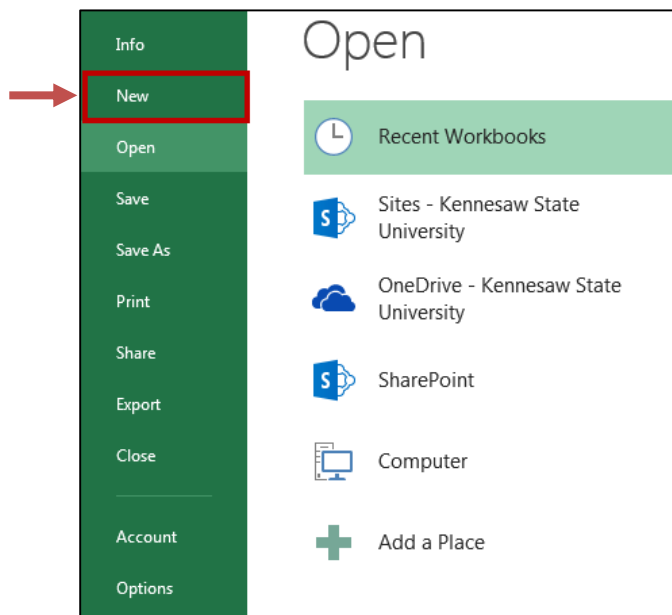 Info
New
Open
Save
Save As
Print
Share
Export
Close
Account
Options
Open
Recent Workbooks
Sites - Kennesaw State
University
OneDrive - Kennesaw State
University
SharePoint
Computer
Add a Place